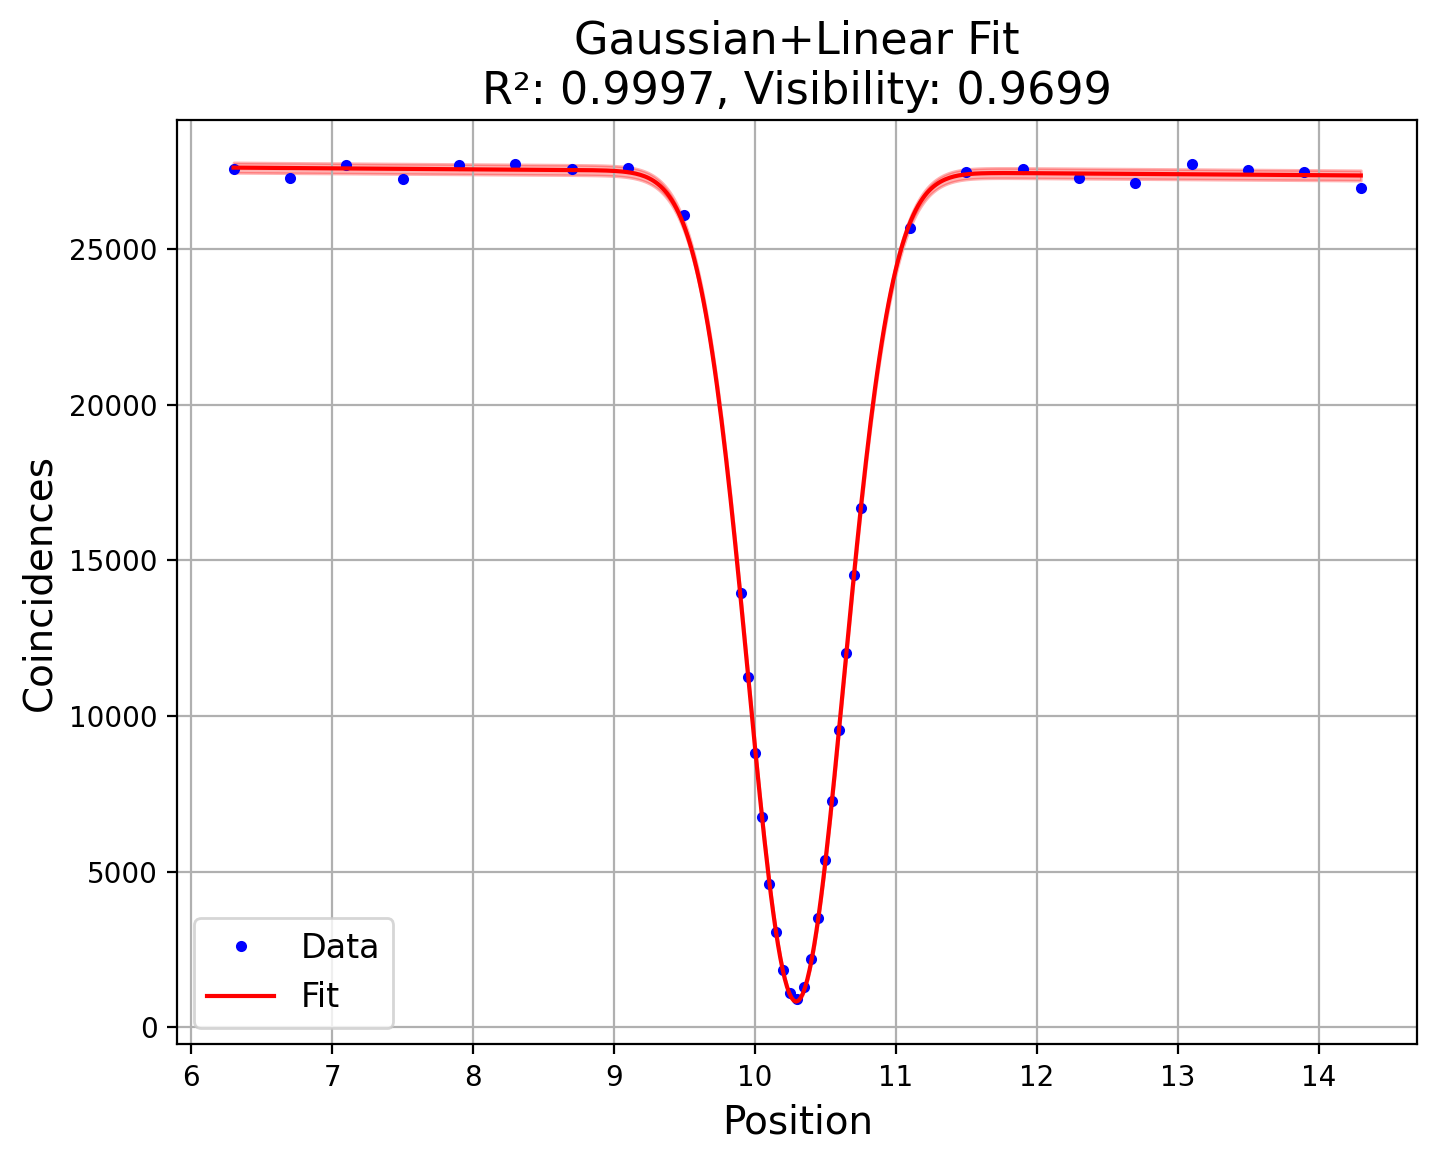 Gaussian+Linear Fit
R²: 0.9997, Visibility: 0.9699
Coincidences
25000
20000
15000
10000
5000
0
Data
Fit
6 7 8 9 10 11 12 13 14
Position